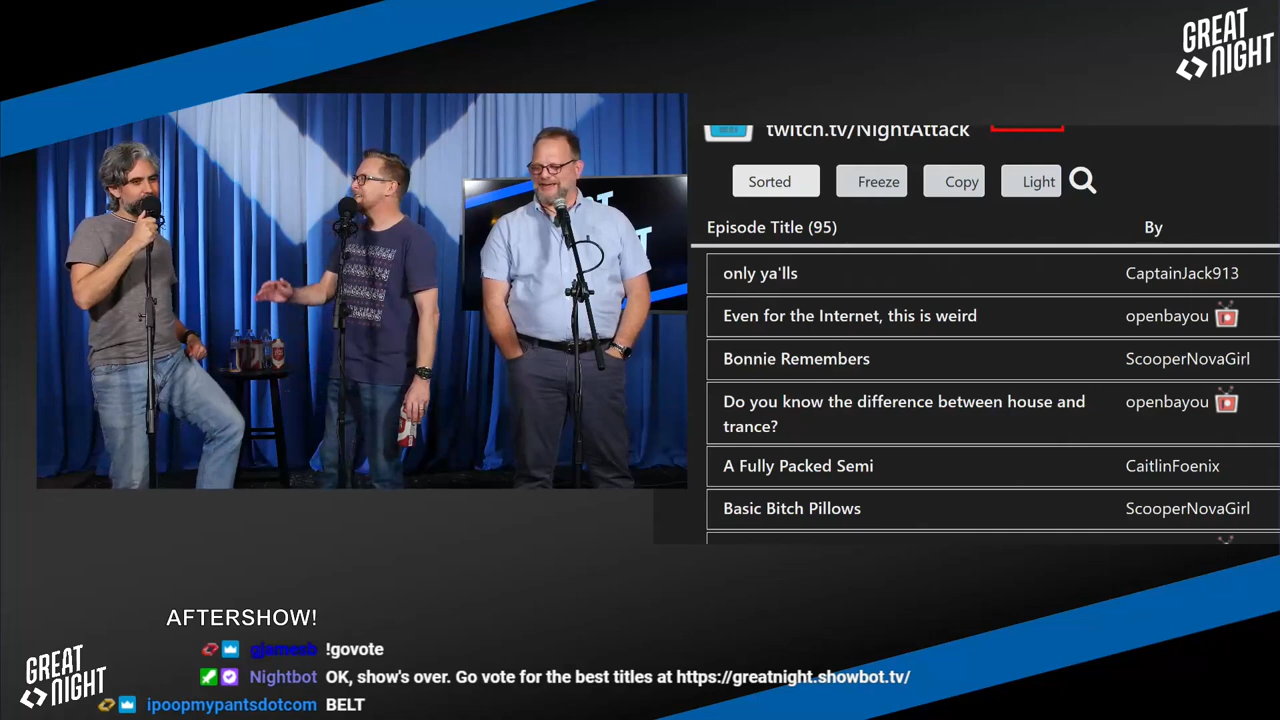 GREAT
NIGHT
twitch.tv/NightAttack
Sorted
Freeze
Copy
Light
Episode Title (95)
By
only ya'lls
CaptainJack913
Even for the Internet, this is weird
openbayou
Bonnie Remembers
ScooperNovaGirl
Do you know the difference between house and
trance?
openbayou
A Fully Packed Semi
CaitlinFoenix
Basic Bitch Pillows
ScooperNovaGirl
AFTERSHOW!
gjameeb !govote
Nightbot OK, show's over. Go vote for the best titles at https://greatnight.showbot.tv/
ipoopmypantsdotcom BELT
GREAT
NIGHT